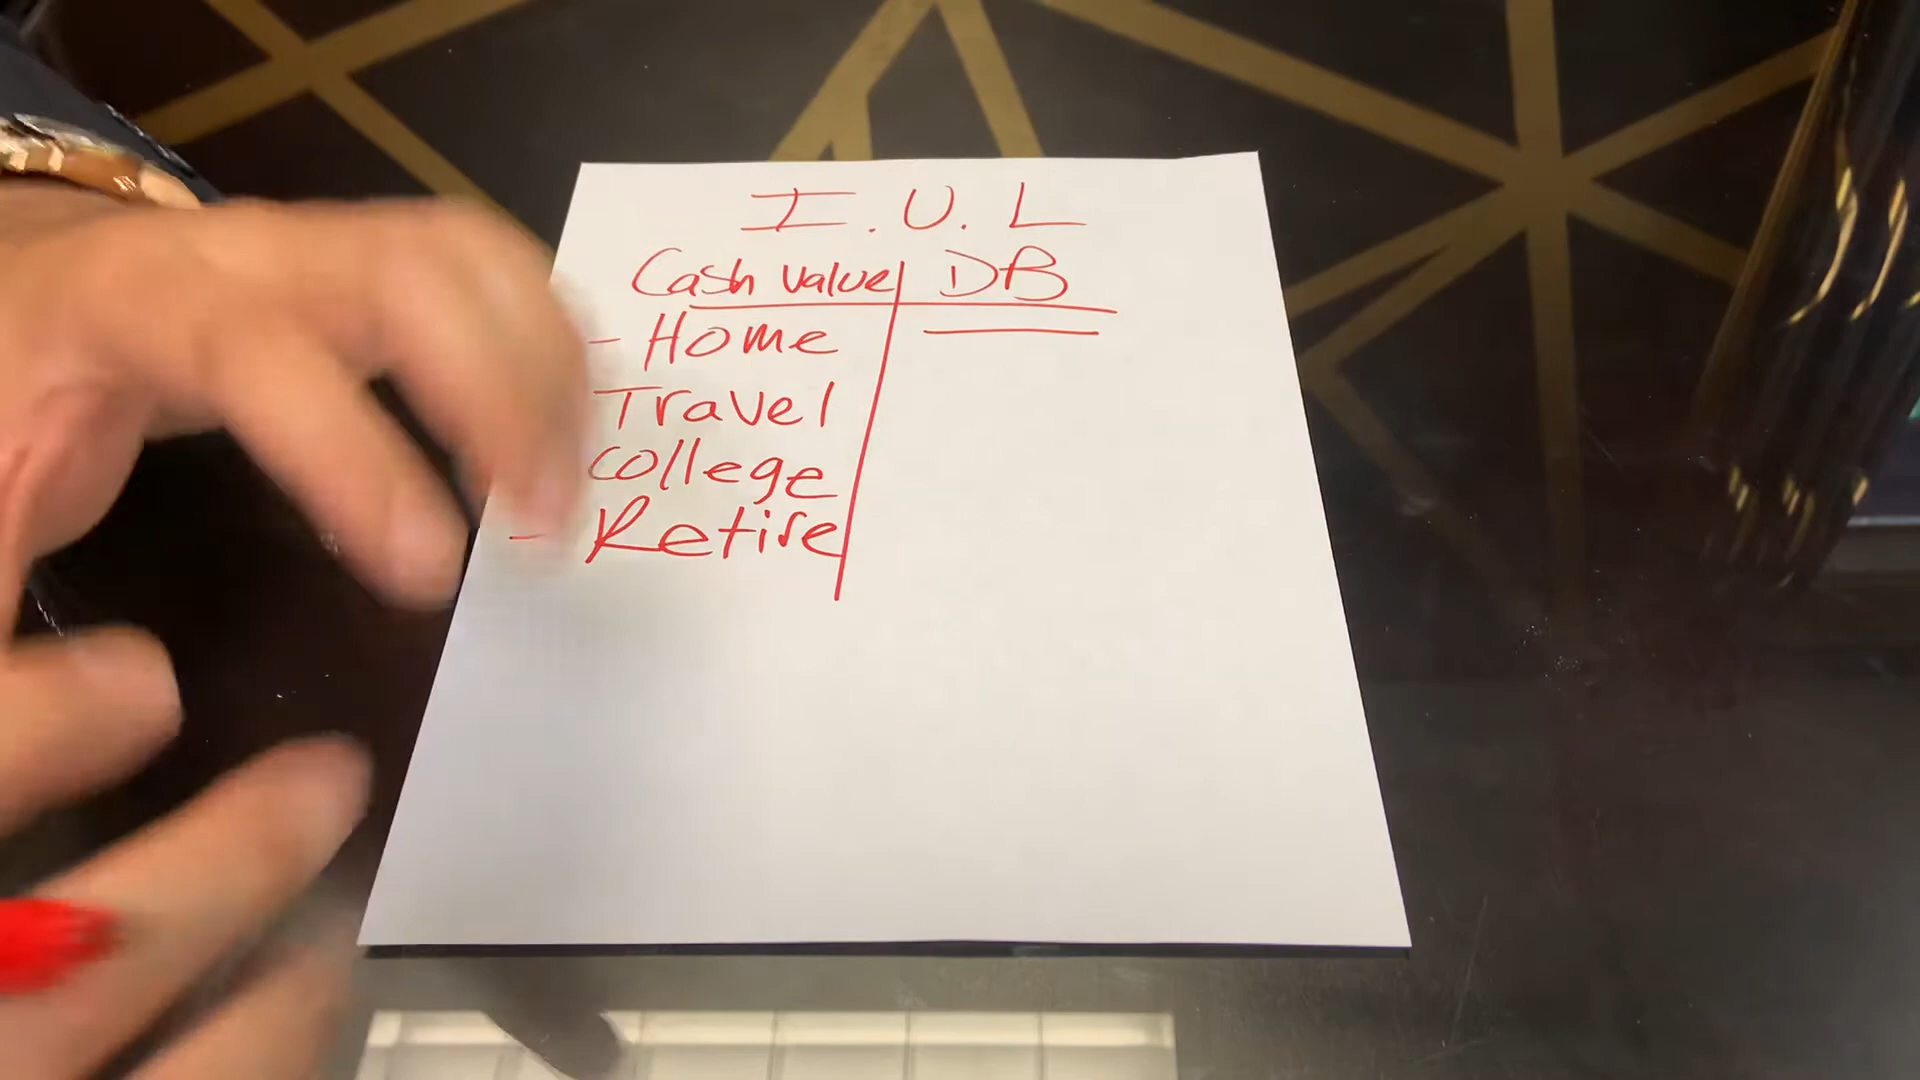 I.U.L
Cash value DB
- Home
Travel
college
- Retire